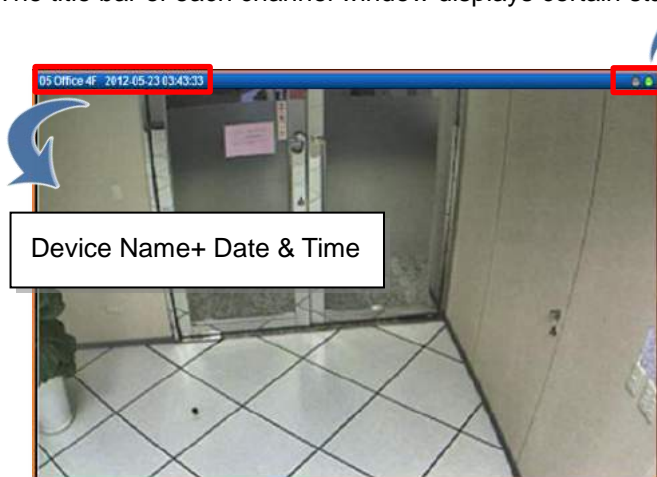 The title bar of each channel window displays certain sta
05 Office 4F 2012-05-23 03:43:33
Device Name+ Date & Time